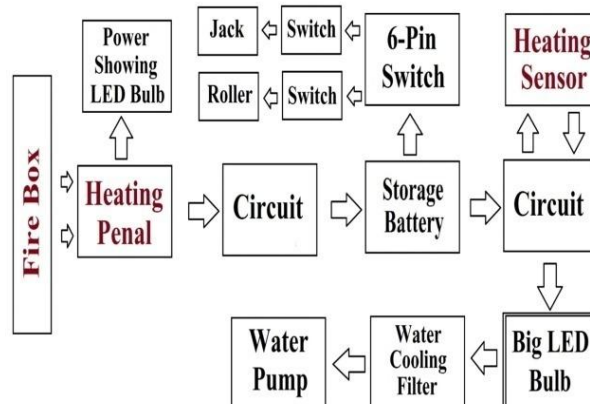 Power
Showing
LED Bulb
Jack
Switch
6-Pin
Switch
Heating
Sensor
Roller
Switch
Fire Box
Heating
Penal
Circuit
Storage
Battery
Circuit
Water
Pump
Water
Cooling
Filter
Big LED
Bulb